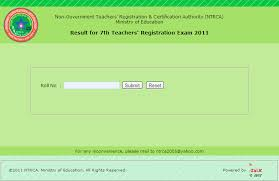 Non-Government Teachers' Registration & Certification Authority (NTRCA)
Ministry of Education
Result for 7th Teachers' Registration Exam 2011
Roll No :
Submit Reset
For any inconvenience, please mail to ntrca2005@yahoo.com
©2011 NTRCA, Ministry of Education, All Rights Reserved.
Powered by